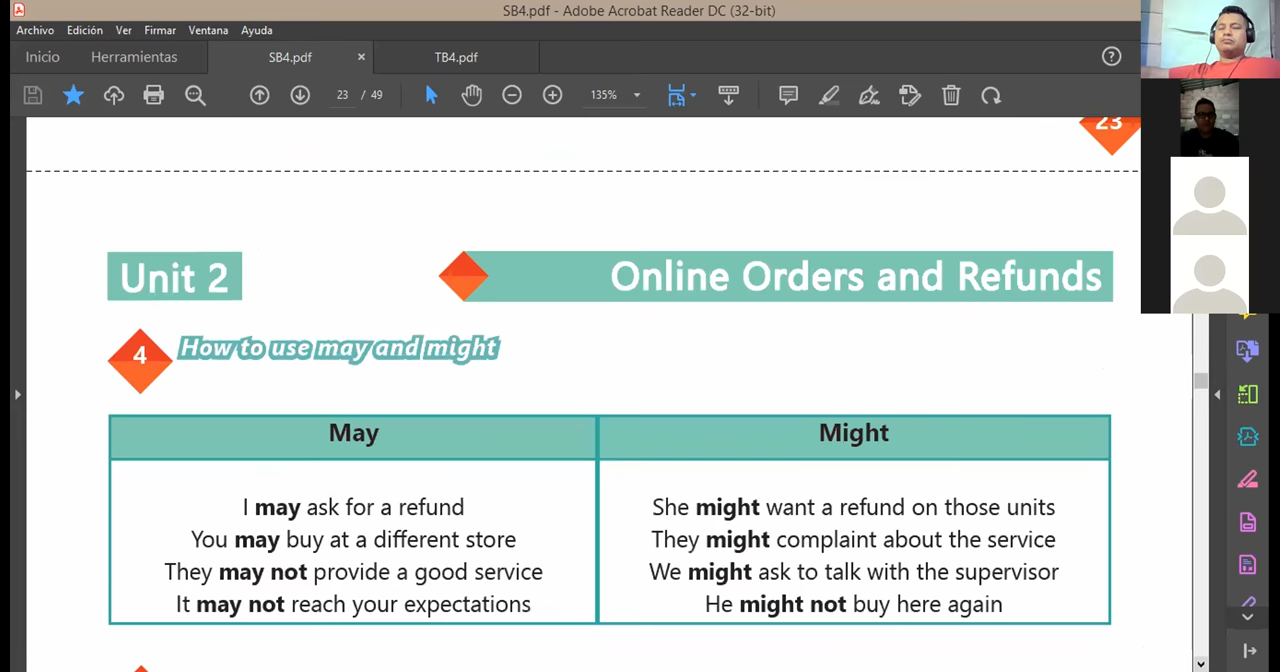 SB4.pdf - Adobe Acrobat Reader DC (32-bit)
Archivo Edición Ver Firmar Ventana Ayuda
Inicio Herramientas SB4.pdf × TB4.pdf
23 / 49 135%
23
Unit 2
Online Orders and Refunds
4 How to use may and might
May
I may ask for a refund
You may buy at a different store
They may not provide a good service
It may not reach your expectations
Might
She might want a refund on those units
They might complaint about the service
We might ask to talk with the supervisor
He might not buy here again